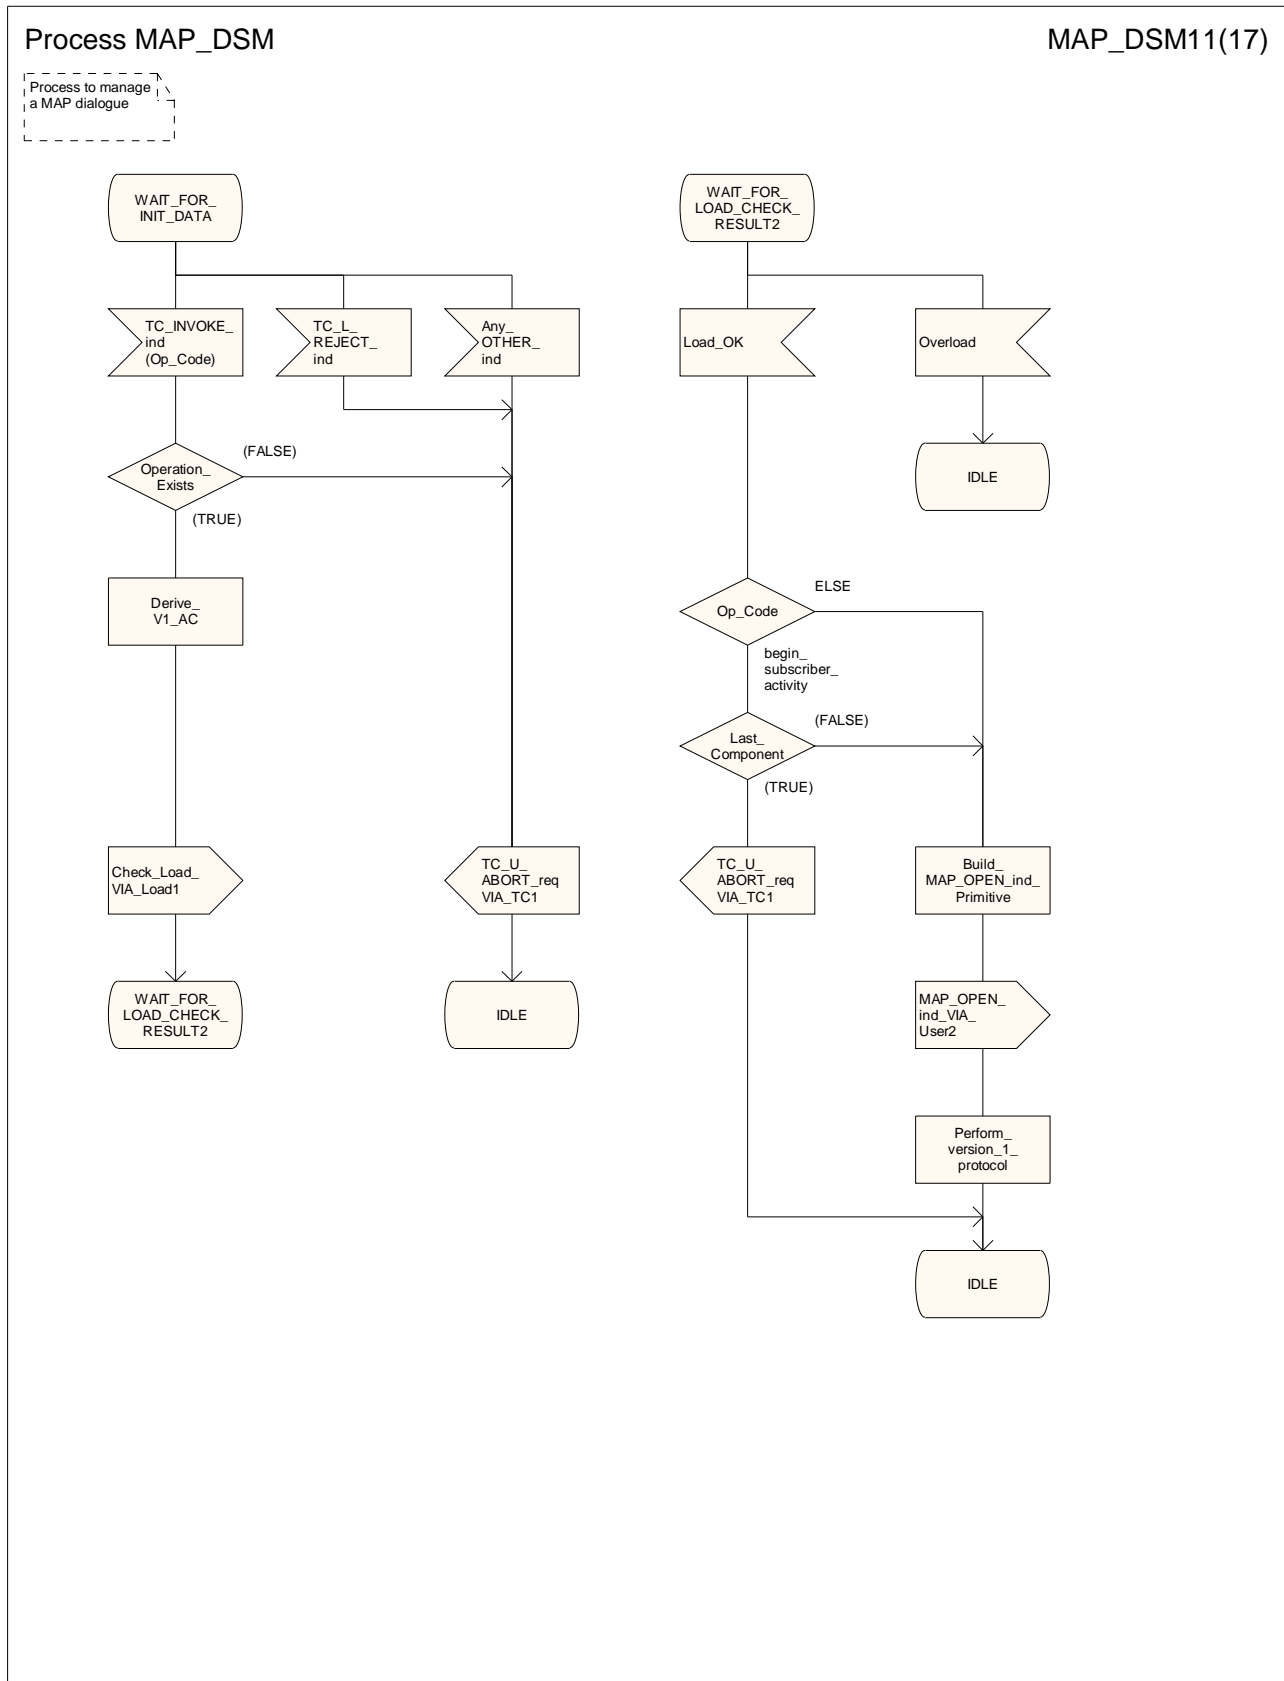 Process MAP_DSM
MAP_DSM11(17)
Process to manage
a MAP dialogue
WAIT_FOR_
INIT_DATA
TC_INVOKE_
ind
(Op_Code)
TC_L_
REJECT_
ind
Any_
OTHER_
ind
Operation_
Exists
(FALSE)
(TRUE)
Derive_
V1_AC
Check_Load_
VIA_Load1
WAIT_FOR_
LOAD_CHECK_
RESULT2
TC_U_
ABORT_req
VIA_TC1
IDLE
WAIT_FOR_
LOAD_CHECK_
RESULT2
Load_OK
Overload
IDLE
Op_Code
ELSE
begin_
subscriber_
activity
Last_
Component
(FALSE)
(TRUE)
TC_U_
ABORT_req
VIA_TC1
Build_
MAP_OPEN_ind_
Primitive
MAP_OPEN_
ind_VIA_
User2
Perform_
version_1_
protocol
IDLE